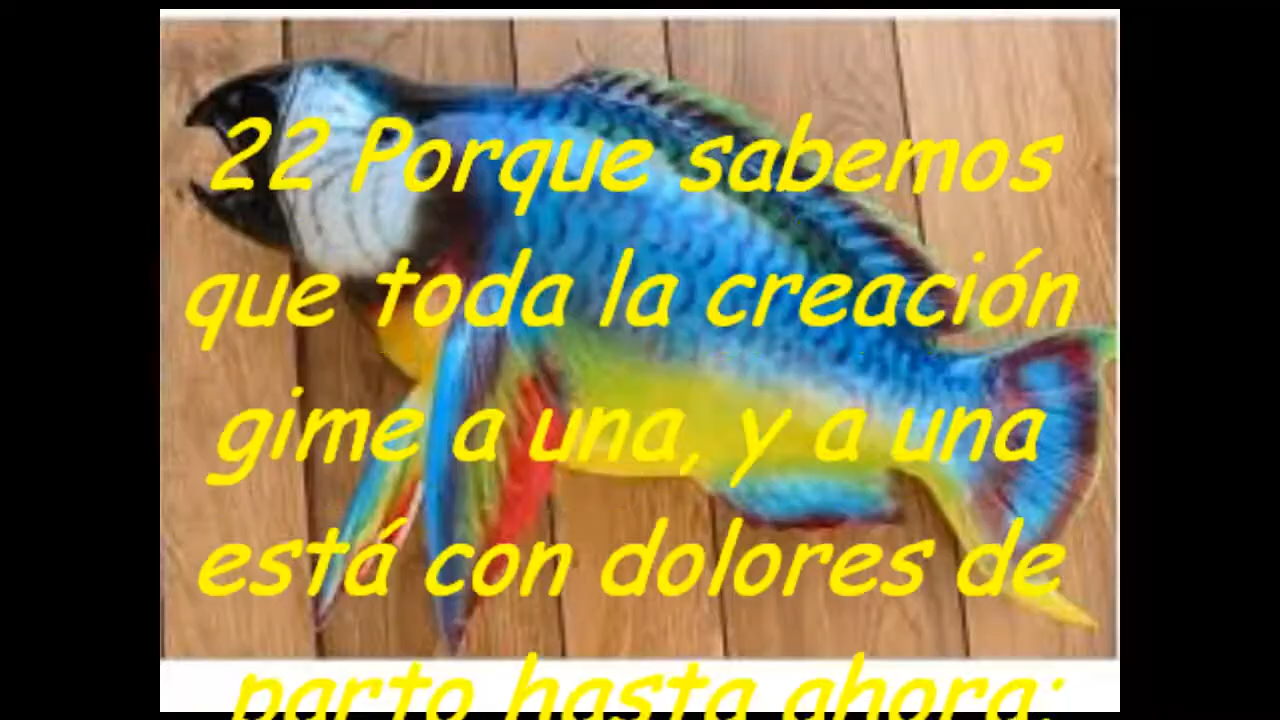 22 Porque sabemos
que toda la creación
gime a una, y a una
está con dolores de
parto hasta ahora;